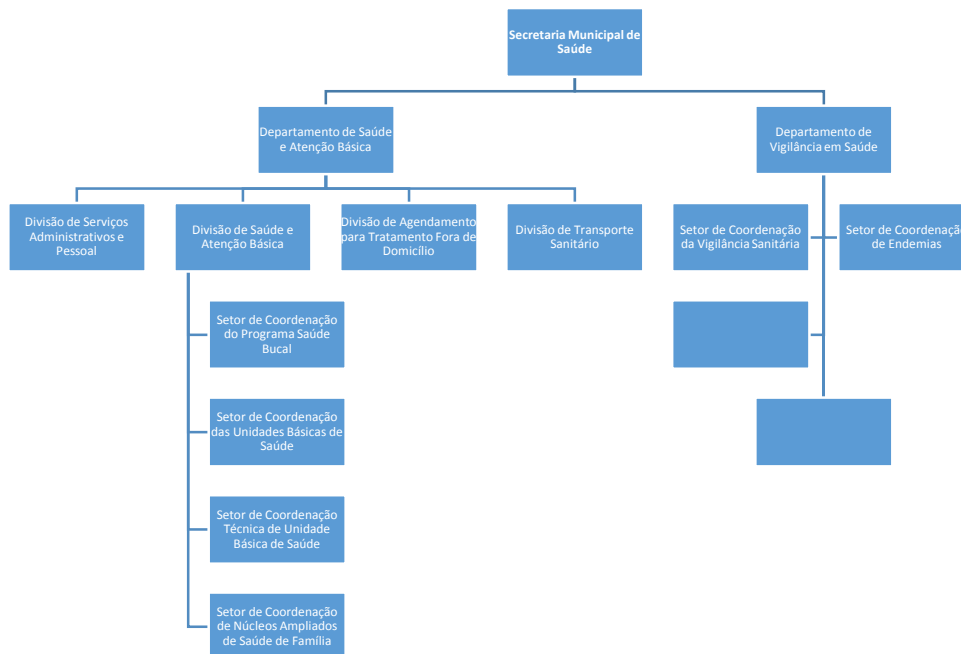 Secretaria Municipal de
Saúde
Departamento de Saúde
e Atenção Básica
Departamento de
Vigilância em Saúde
Divisão de Serviços
Administrativos e
Pessoal
Divisão de Saúde e
Atenção Básica
Divisão de Agendamento
para Tratamento Fora de
Domicílio
Divisão de Transporte
Sanitário
Setor de Coordenação
da Vigilância Sanitária
Setor de Coordenação
de Endemias
Setor de Coordenação
do Programa Saúde
Bucal
Setor de Coordenação
das Unidades Básicas de
Saúde
Setor de Coordenação
Técnica de Unidade
Básica de Saúde
Setor de Coordenação
de Núcleos Ampliados
de Saúde de Família